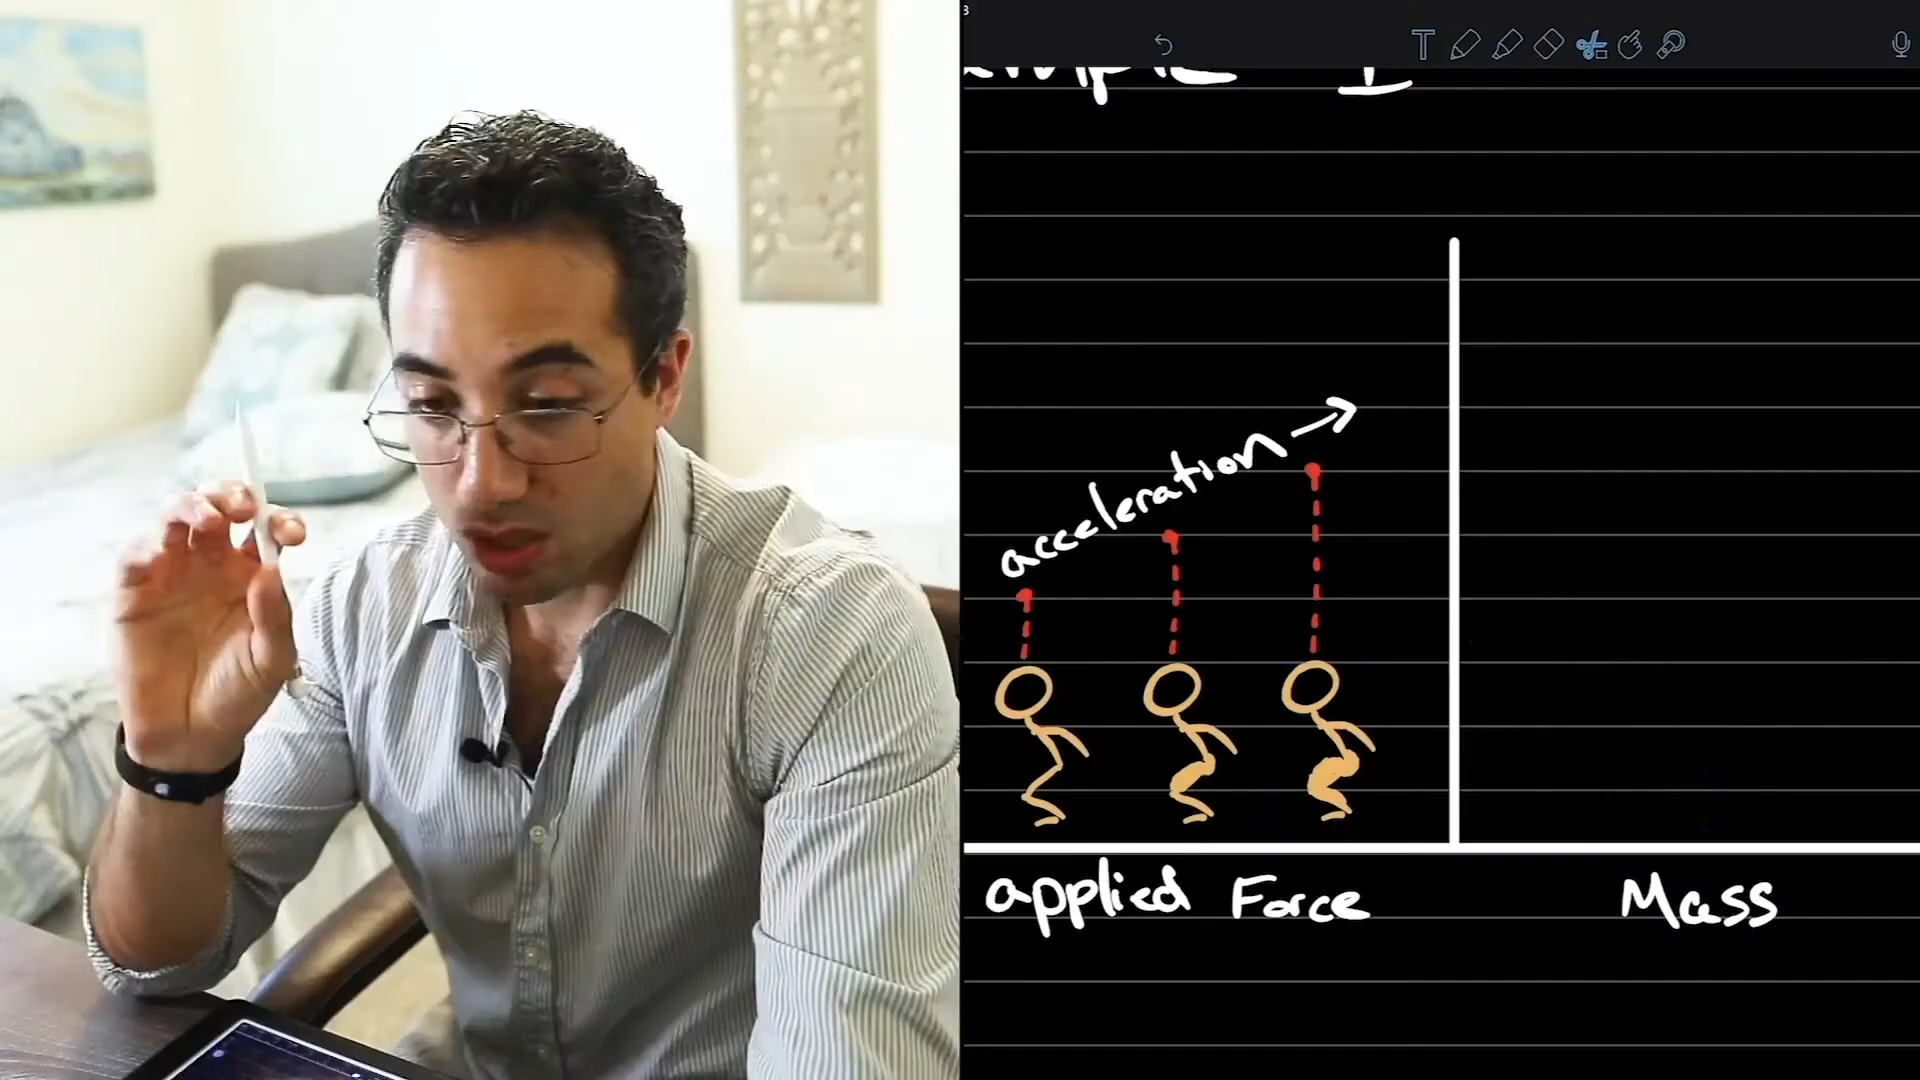 acceleration →
applied Force
Mass